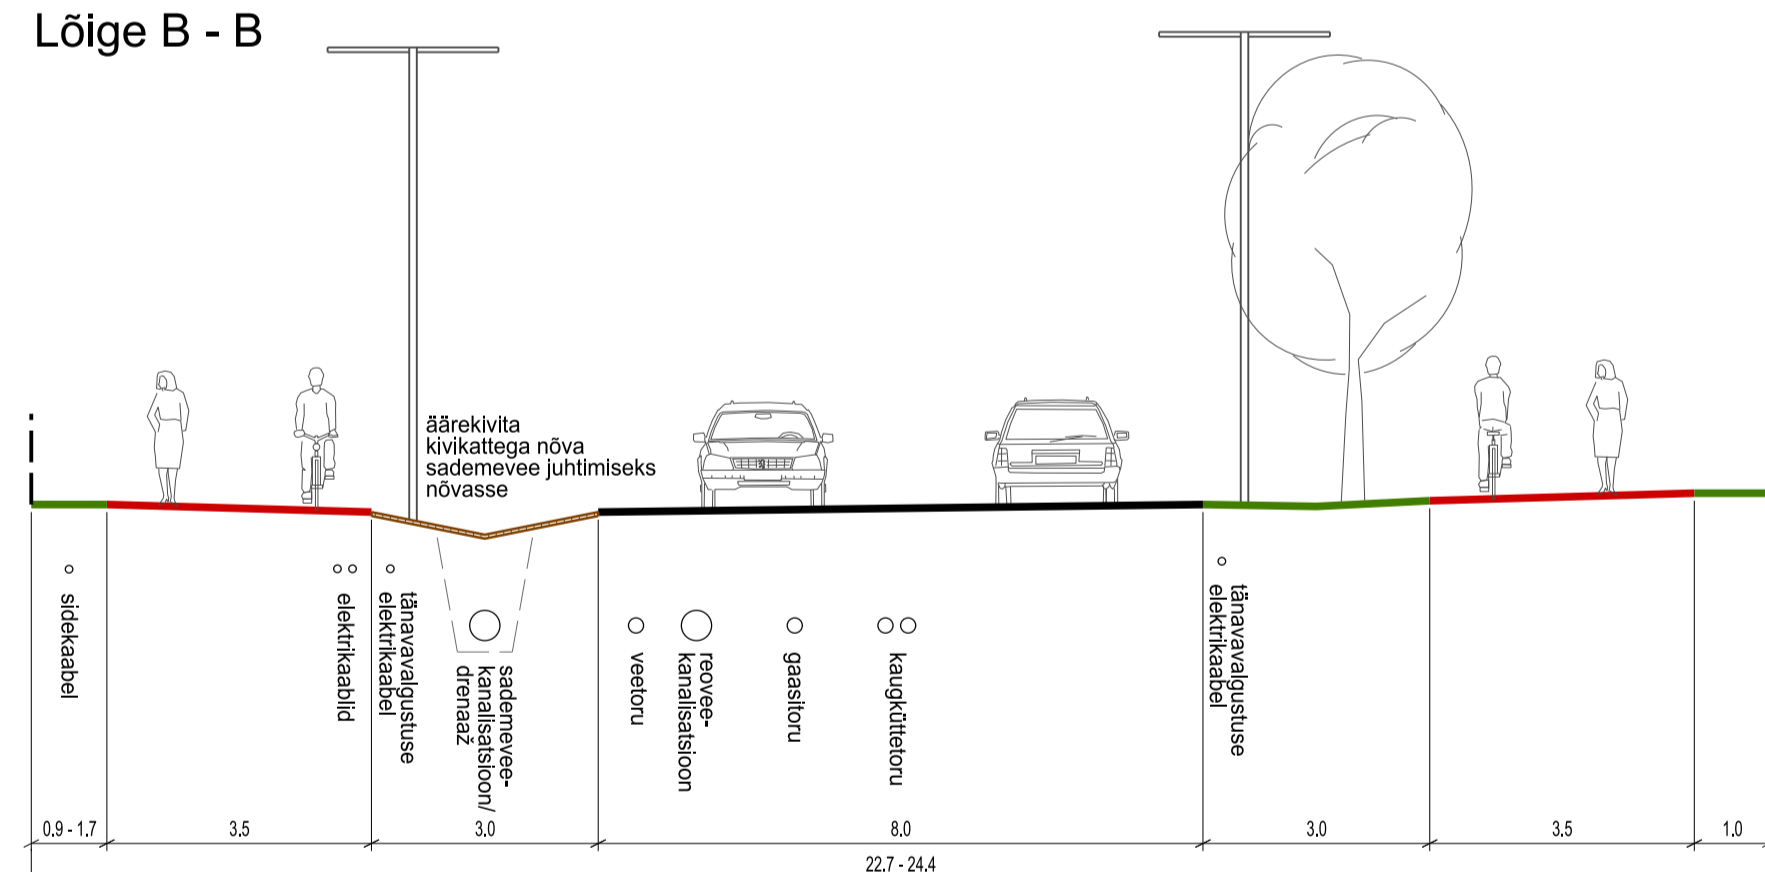 Lõige B - B
äärekivita
kivikattega nõva
sademevee juhtimiseks
nõvasse
sidekaabel
elektrikaablid
tänavavalgustuse
elektrikaabel
sademevee-
kanalisatsioon/
drenaaž
veetoru
reovee-
kanalisatsioon
gaasitoru
kaugküttetoru
tänavavalgustuse
elektrikaabel
0.9 - 1.7
3.5
3.0
8.0
3.0
3.5
1.0
22.7 - 24.4